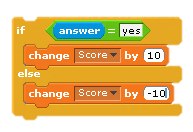 if answer = yes
change Score by 10
else
change Score by -10